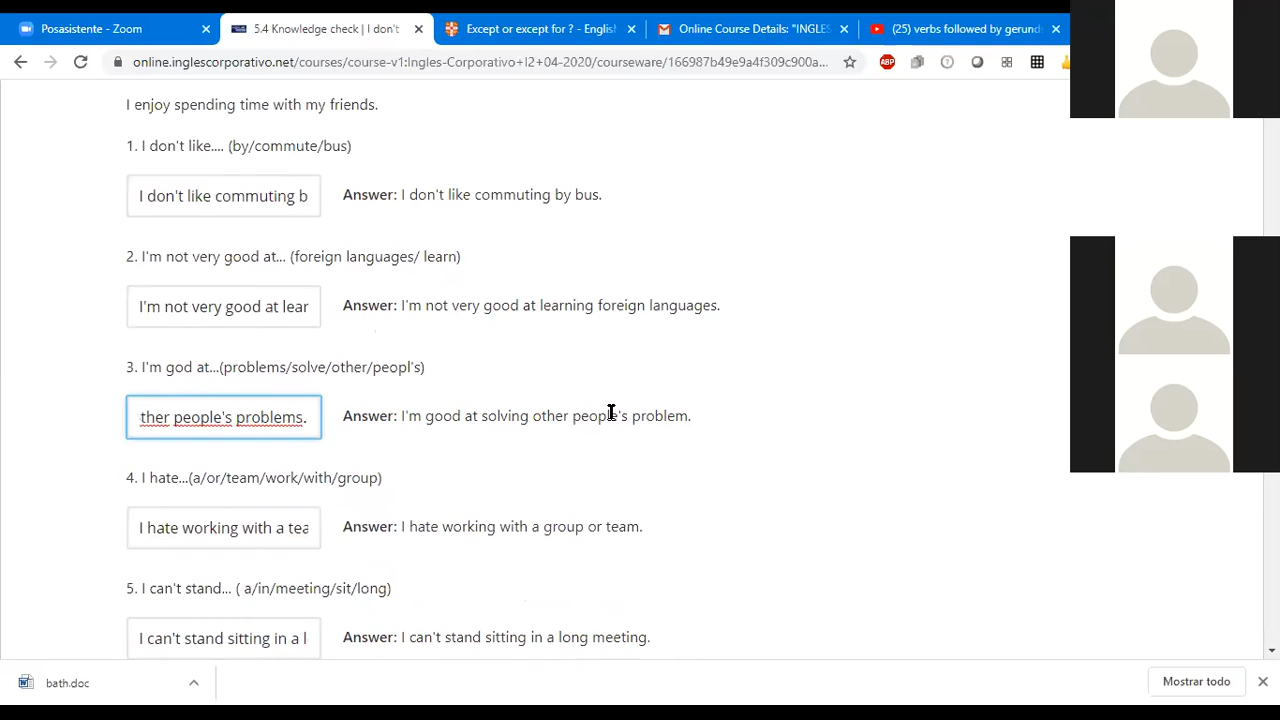 Posasistente - Zoom
5.4 Knowledge check | I don't
Except or except for ? - Englisl
Online Course Details: "INGLES
(25) verbs followed by gerund
online.inglescorporativo.net/courses/course-v1:Ingles-Corporativo+I2+04-2020/courseware/166987b49e9a4f309c900a...
ABP
I enjoy spending time with my friends.
1. I don't like.... (by/commute/bus)
I don't like commuting b
Answer: I don't like commuting by bus.
2. I'm not very good at... (foreign languages/ learn)
I'm not very good at lear
Answer: I'm not very good at learning foreign languages.
3. I'm god at...(problems/solve/other/peopl's)
ther people's problems.
Answer: I'm good at solving other people's problem.
4. I hate...(a/or/team/work/with/group)
I hate working with a tea
Answer: I hate working with a group or team.
5. I can't stand... ( a/in/meeting/sit/long)
I can't stand sitting in a l
Answer: I can't stand sitting in a long meeting.
bath.doc
Mostrar todo